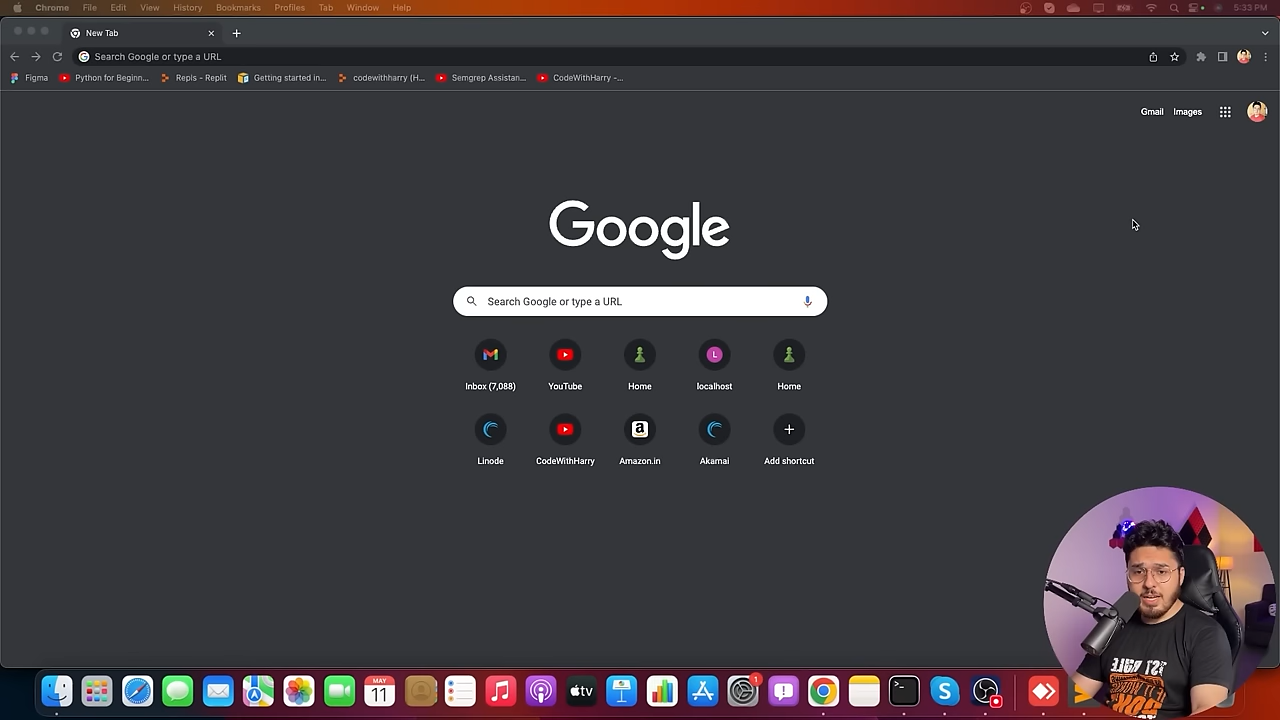 Chrome File Edit View History Bookmarks Profiles Tab Window Help 5:33 PM
New Tab
Search Google or type a URL
Figma Python for Beginn... Repls - Replit Getting started in... codewithharry (H... Semgrep Assistan... CodeWithHarry -...
Gmail Images
Google
Search Google or type a URL
Inbox (7,088) YouTube Home localhost Home
Linode CodeWithHarry Amazon.in Akamai Add shortcut
MAY
11
tv
1